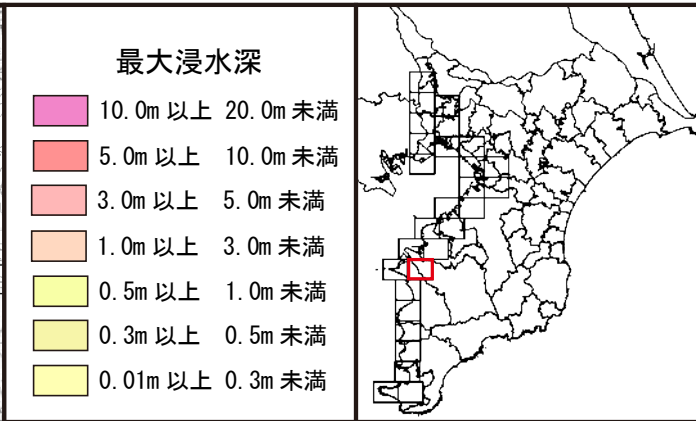 最大浸水深
10.0m 以上 20.0m 未満
5.0m 以上 10.0m 未満
3.0m 以上 5.0m 未満
1.0m 以上 3.0m 未満
0.5m 以上 1.0m 未満
0.3m 以上 0.5m 未満
0.01m 以上 0.3m 未満